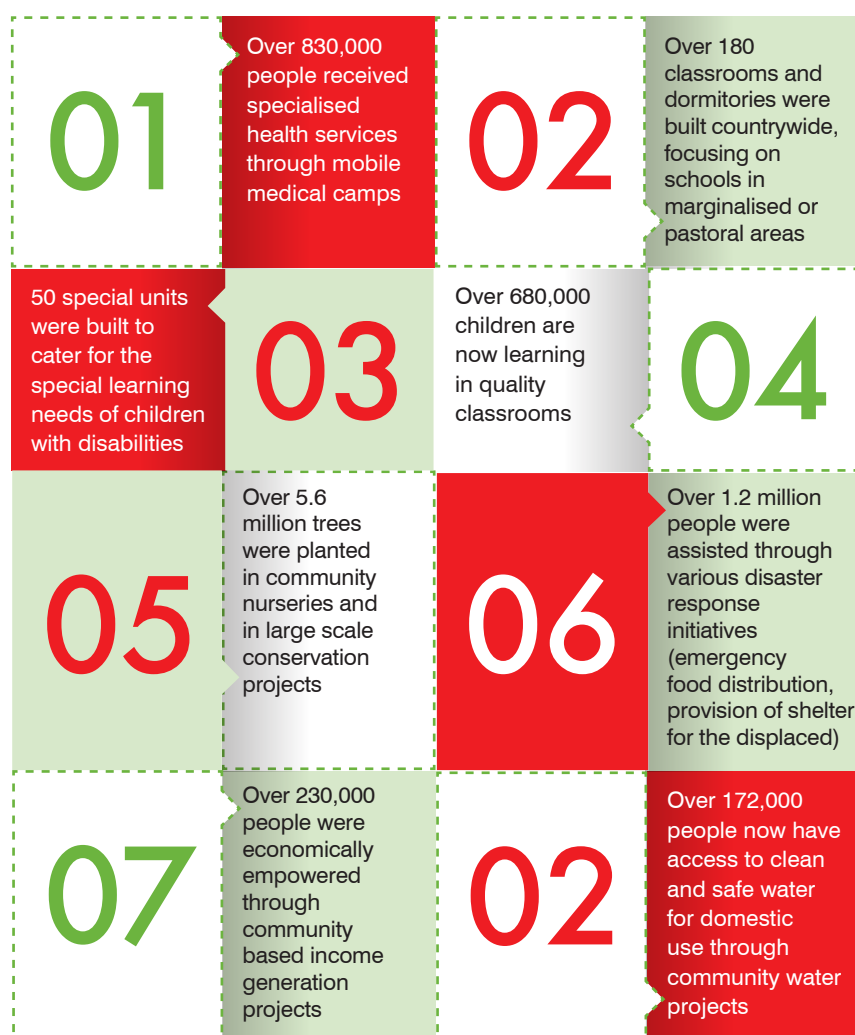 01
Over 830,000
people received
specialised
health services
through mobile
medical camps
02
Over 180
classrooms and
dormitories were
built countrywide,
focusing on
schools in
marginalised or
pastoral areas
50 special units
were built to
cater for the
special learning
needs of children
with disabilities
03
Over 680,000
children are
now learning
in quality
classrooms
04
05
Over 5.6
million trees
were planted
in community
nurseries and
in large scale
conservation
projects
06
Over 1.2 million
people were
assisted through
various disaster
response
initiatives
(emergency
food distribution,
provision of shelter
for the displaced)
07
Over 230,000
people were
economically
empowered
through
community
based income
generation
projects
02
Over 172,000
people now have
access to clean
and safe water
for domestic
use through
community water
projects